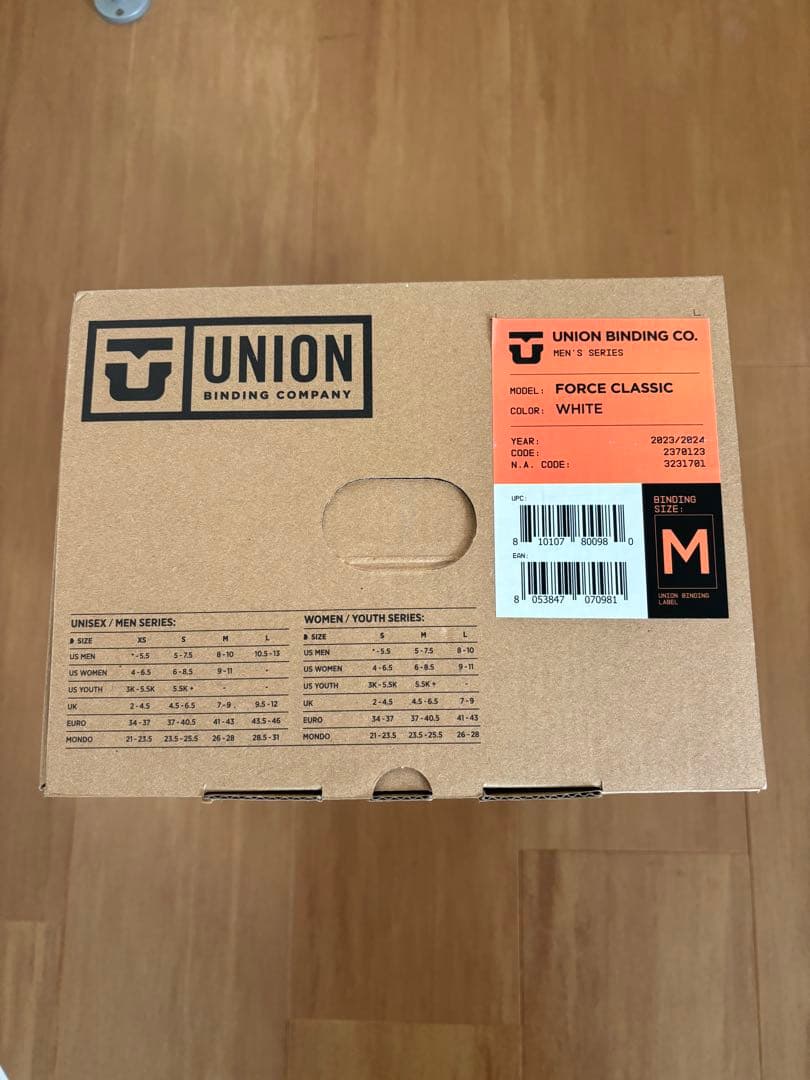 UNION
BINDING COMPANY
UNION BINDING CO.
MEN'S SERIES
MODEL: FORCE CLASSIC
COLOR: WHITE
YEAR: 2023/2024
CODE: 2370123
N.A. CODE: 3231701
UPC:
8 10107 80098 0
EAN:
8 053847 070981
BINDING
SIZE:
M
UNION BINDING
LABEL
UNISEX / MEN SERIES:
SIZE XS S M L
US MEN *-5.5 5-7.5 8-10 10.5-13
US WOMEN 4-6.5 6-8.5 9-11 -
US YOUTH 3K-5.5K 5.5K + - -
UK 2-4.5 4.5-6.5 7-9 9.5-12
EURO 34-37 37-40.5 41-43 43.5-46
MONDO 21-23.5 23.5-25.5 26-28 28.5-31
WOMEN / YOUTH SERIES:
SIZE S M L
US MEN *-5.5 5-7.5 8-10
US WOMEN 4-6.5 6-8.5 9-11
US YOUTH 3K-5.5K 5.5K + -
UK 2-4.5 4.5-6.5 7-9
EURO 34-37 37-40.5 41-43
MONDO 21-23.5 23.5-25.5 26-28